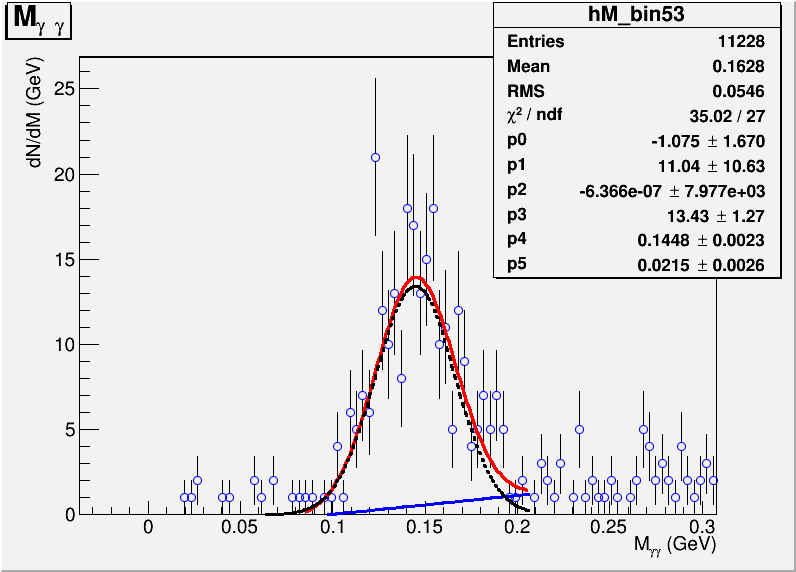 M γ γ
hM_bin53
Entries 11228
Mean 0.1628
RMS 0.0546
χ² / ndf 35.02 / 27
p0 -1.075 ± 1.670
p1 11.04 ± 10.63
p2 -6.366e-07 ± 7.977e+03
p3 13.43 ± 1.27
p4 0.1448 ± 0.0023
p5 0.0215 ± 0.0026
dN/dM (GeV)
25
20
15
10
5
0
0 0.05 0.1 0.15 0.2 0.25 0.3
Mγγ (GeV)